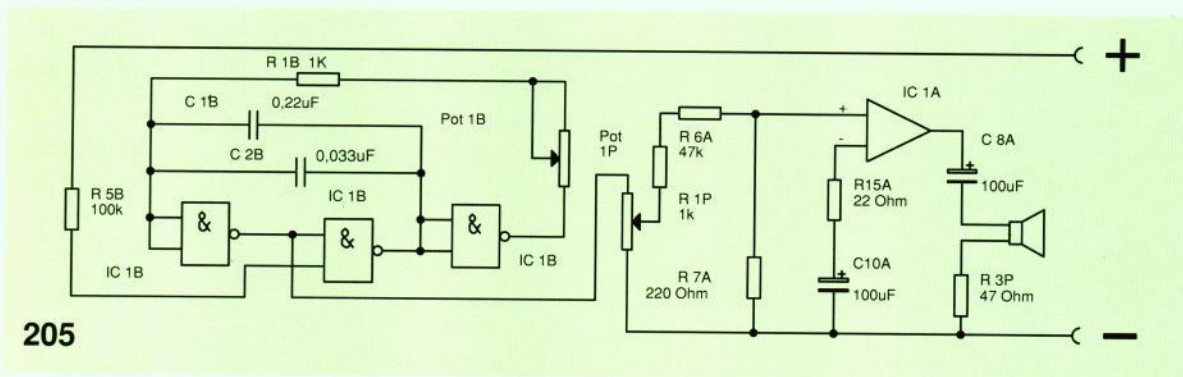 +
R 1B 1K
C 1B 0,22uF
IC 1A
Pot 1B
Pot
1P
+
-
R 6A
47k
C 8A
+
100uF
C 2B 0,033uF
R 5B
100k
IC 1B
R15A
22 Ohm
R 1P
1k
&
&
&
IC 1B
IC 1B
C10A
+
100uF
R 7A
220 Ohm
R 3P
47 Ohm
205
-